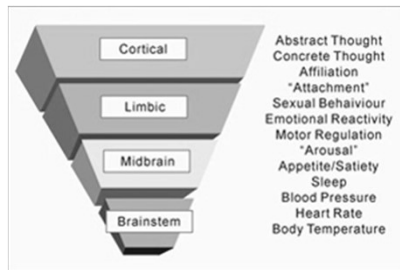 Cortical
Limbic
Midbrain
Brainstem
Abstract Thought
Concrete Thought
Affiliation
"Attachment"
Sexual Behaiviour
Emotional Reactivity
Motor Regulation
"Arousal"
Appetite/Satiety
Sleep
Blood Pressure
Heart Rate
Body Temperature